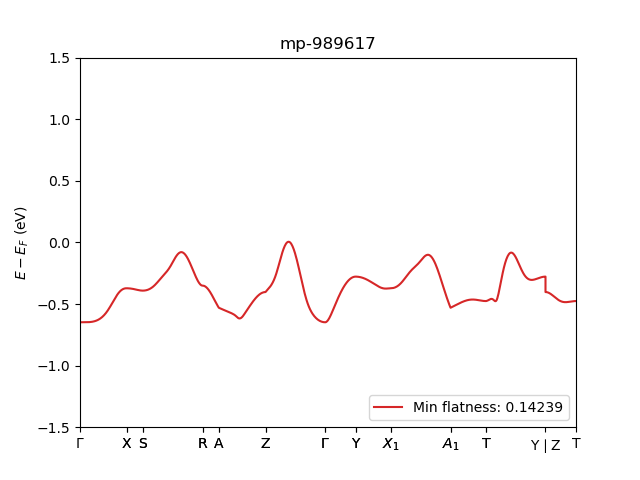 mp-989617
E − E_F (eV)
1.5
1.0
0.5
0.0
−0.5
−1.0
−1.5
Min flatness: 0.14239
Γ X S R A Z Γ Y X₁ A₁ T Y | Z T